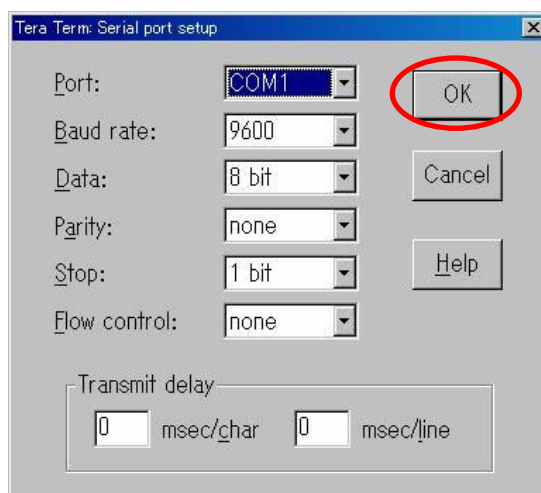 Tera Term: Serial port setup
Port: COM1 OK
Baud rate: 9600
Data: 8 bit Cancel
Parity: none
Stop: 1 bit Help
Flow control: none
Transmit delay
0 msec/char 0 msec/line